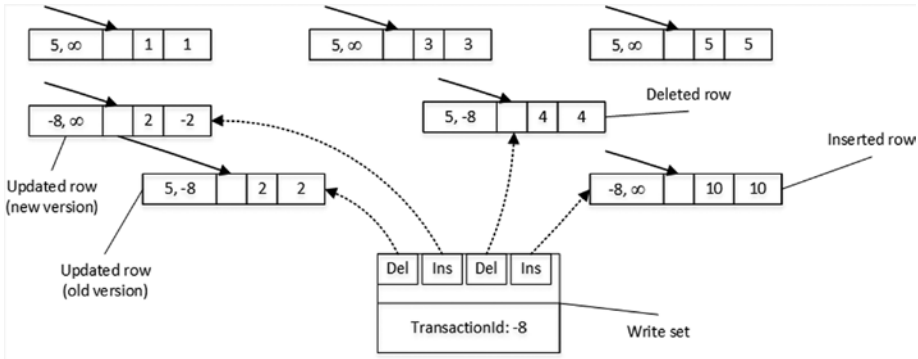 5, ∞ 1 1
5, ∞ 3 3
5, ∞ 5 5
-8, ∞ 2 -2
5, -8 4 4
Deleted row
Inserted row
Updated row
(new version)
5, -8 2 2
-8, ∞ 10 10
Updated row
(old version)
Del Ins Del Ins
TransactionId: -8
Write set